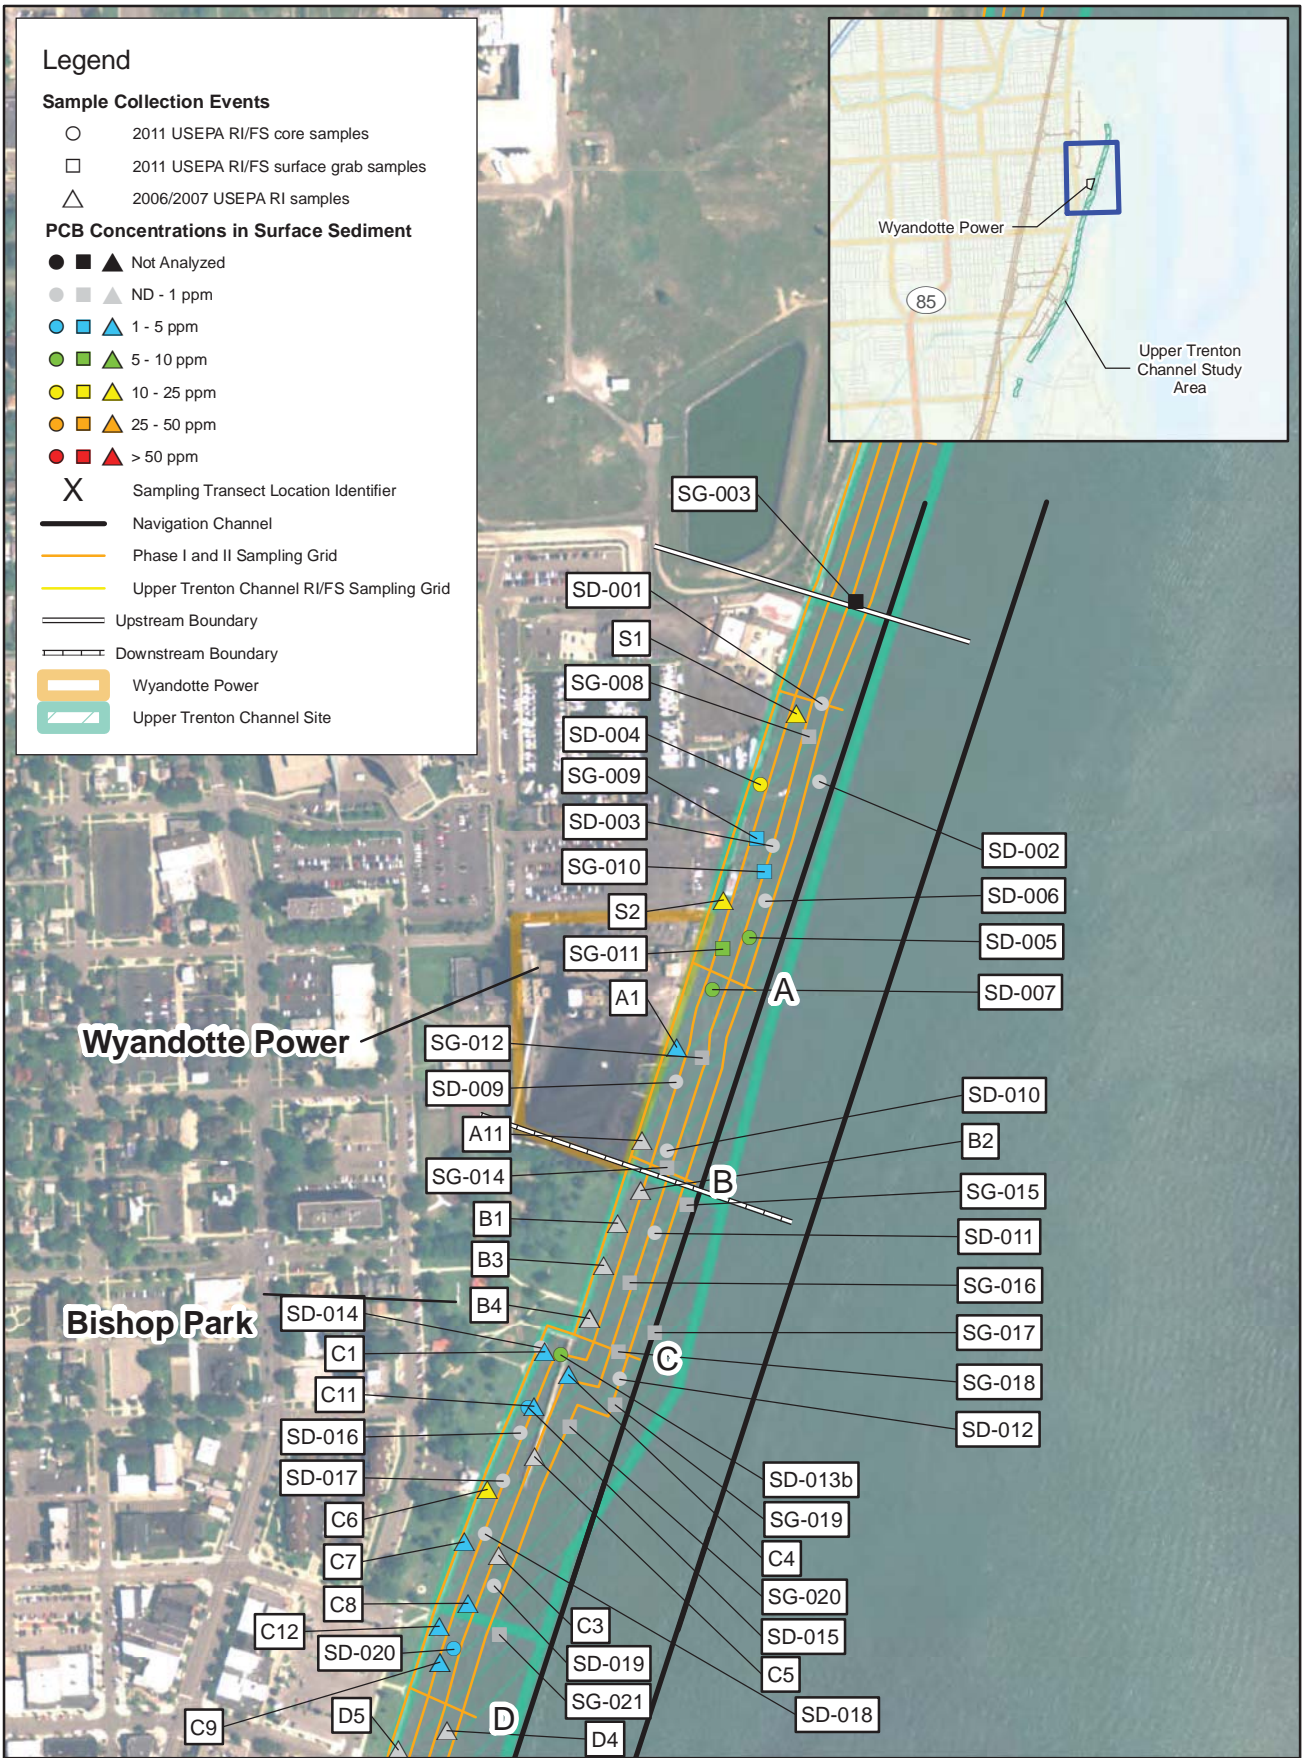 Legend
Sample Collection Events
2011 USEPA RI/FS core samples
2011 USEPA RI/FS surface grab samples
2006/2007 USEPA RI samples
PCB Concentrations in Surface Sediment
Not Analyzed
ND - 1 ppm
1 - 5 ppm
5 - 10 ppm
10 - 25 ppm
25 - 50 ppm
> 50 ppm
X Sampling Transect Location Identifier
Navigation Channel
Phase I and II Sampling Grid
Upper Trenton Channel RI/FS Sampling Grid
Upstream Boundary
Downstream Boundary
Wyandotte Power
Upper Trenton Channel Site
Wyandotte Power
85
Upper Trenton
Channel Study
Area
SG-003
SD-001
S1
SG-008
SD-004
SG-009
SD-003
SG-010
S2
SG-011
A1
SG-012
SD-009
A11
SG-014
B1
B3
B4
SD-014
C1
C11
SD-016
SD-017
C6
C7
C8
C12
SD-020
C9
D5
SD-002
SD-006
SD-005
SD-007
SD-010
B2
SG-015
SD-011
SG-016
SG-017
SG-018
SD-012
SD-013b
SG-019
C4
SG-020
SD-015
C5
SD-018
C3
SD-019
SG-021
D4
A
B
C
D
Wyandotte Power
Bishop Park